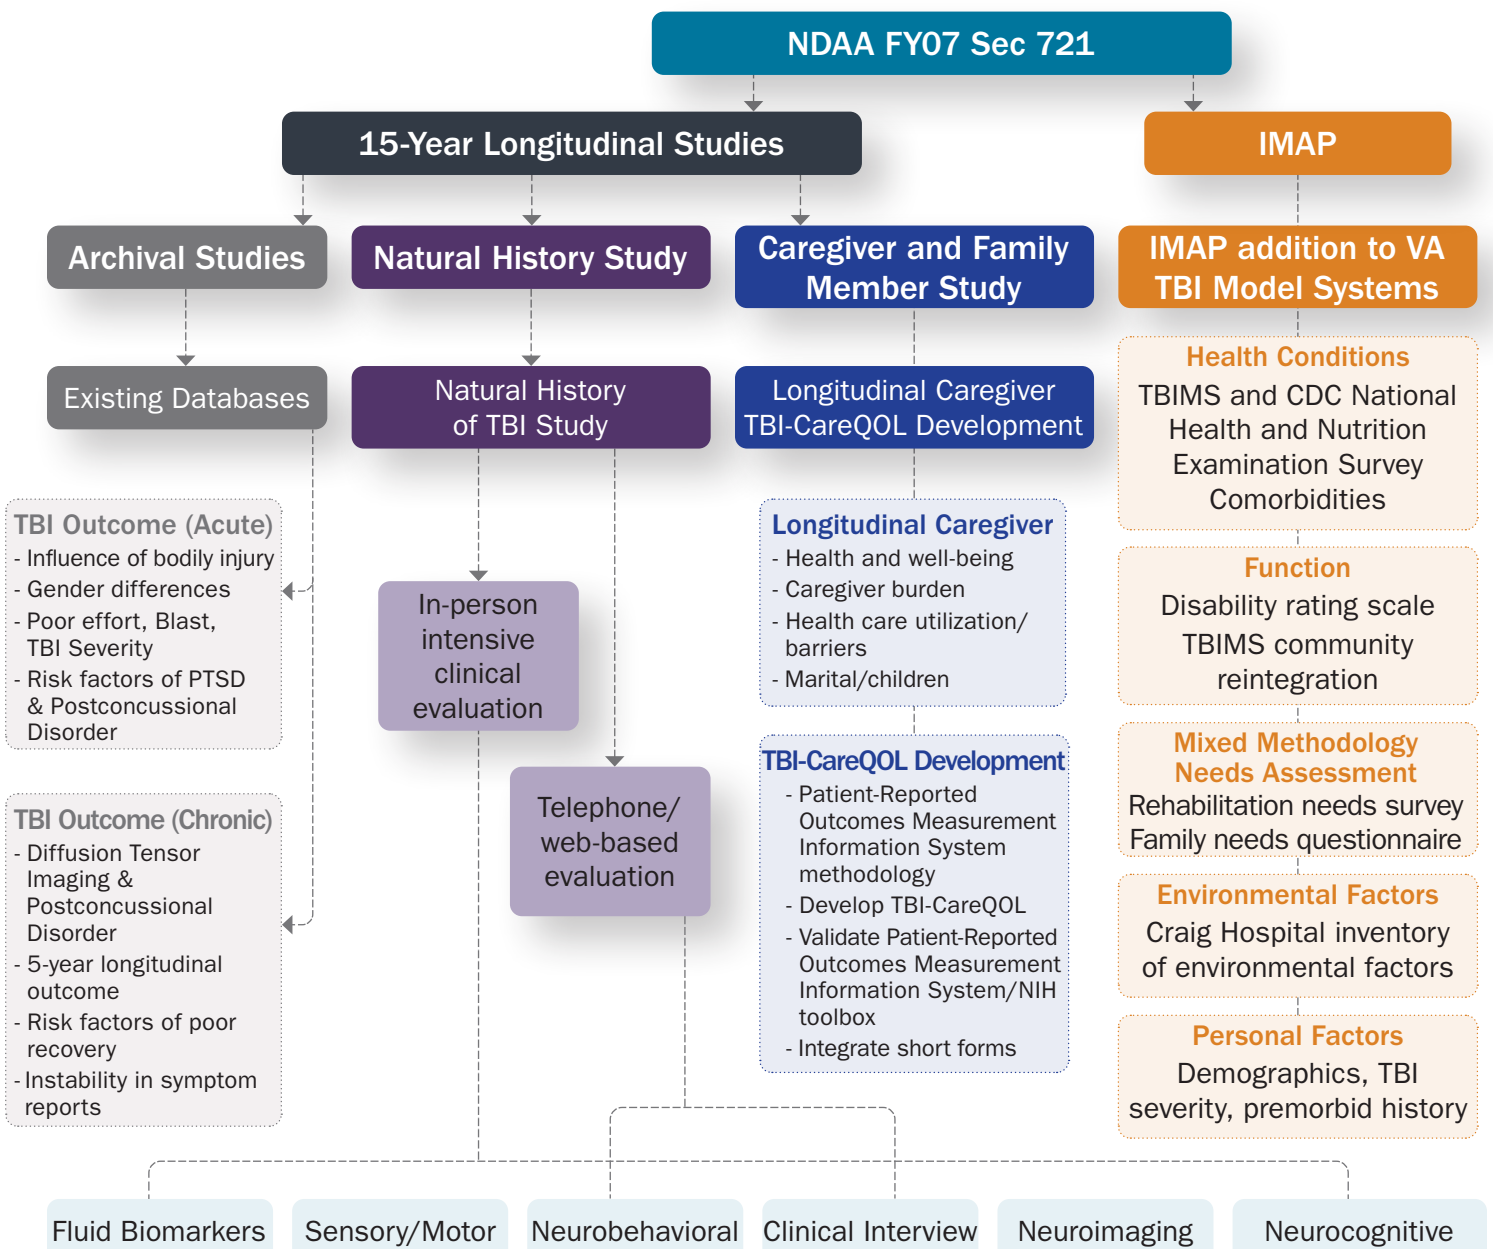 NDAA FY07 Sec 721
15-Year Longitudinal Studies
IMAP
Archival Studies
Natural History Study
Caregiver and Family
Member Study
IMAP addition to VA
TBI Model Systems
Existing Databases
Natural History
of TBI Study
Longitudinal Caregiver
TBI-CareQOL Development
TBI Outcome (Acute)
- Influence of bodily injury
- Gender differences
- Poor effort, Blast,
TBI Severity
- Risk factors of PTSD
& Postconcussional
Disorder
TBI Outcome (Chronic)
- Diffusion Tensor
Imaging &
Postconcussional
Disorder
- 5-year longitudinal
outcome
- Risk factors of poor
recovery
- Instability in symptom
reports
In-person
intensive
clinical
evaluation
Telephone/
web-based
evaluation
Longitudinal Caregiver
- Health and well-being
- Caregiver burden
- Health care utilization/
barriers
- Marital/children
TBI-CareQOL Development
- Patient-Reported
Outcomes Measurement
Information System
methodology
- Develop TBI-CareQOL
- Validate Patient-Reported
Outcomes Measurement
Information System/NIH
toolbox
- Integrate short forms
Health Conditions
TBIMS and CDC National
Health and Nutrition
Examination Survey
Comorbidities
Function
Disability rating scale
TBIMS community
reintegration
Mixed Methodology
Needs Assessment
Rehabilitation needs survey
Family needs questionnaire
Environmental Factors
Craig Hospital inventory
of environmental factors
Personal Factors
Demographics, TBI
severity, premorbid history
Fluid Biomarkers
Sensory/Motor
Neurobehavioral
Clinical Interview
Neuroimaging
Neurocognitive